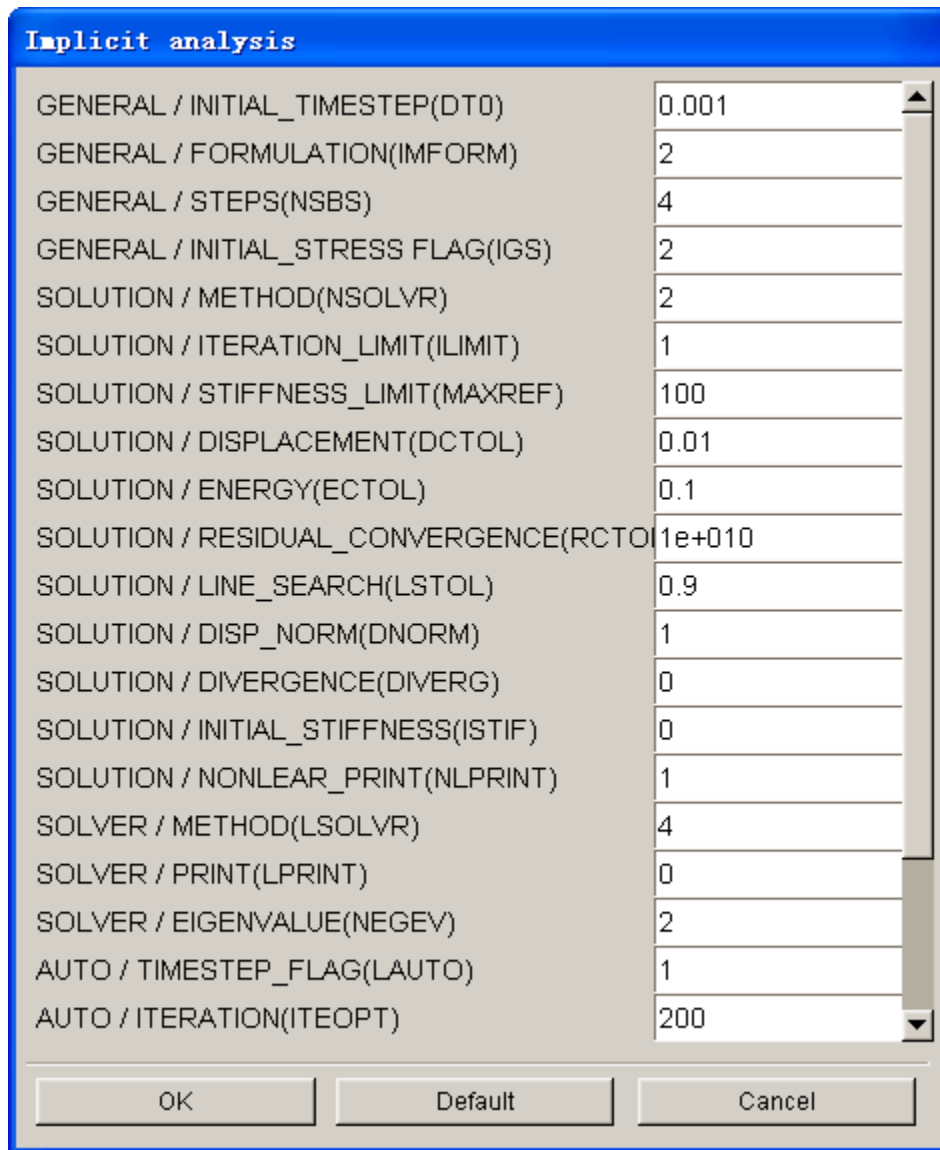 Implicit analysis
GENERAL / INITIAL_TIMESTEP(DT0) 0.001
GENERAL / FORMULATION(IMFORM) 2
GENERAL / STEPS(NSBS) 4
GENERAL / INITIAL_STRESS FLAG(IGS) 2
SOLUTION / METHOD(NSOLVR) 2
SOLUTION / ITERATION_LIMIT(ILIMIT) 1
SOLUTION / STIFFNESS_LIMIT(MAXREF) 100
SOLUTION / DISPLACEMENT(DCTOL) 0.01
SOLUTION / ENERGY(ECTOL) 0.1
SOLUTION / RESIDUAL_CONVERGENCE(RCTOL 1e+010
SOLUTION / LINE_SEARCH(LSTOL) 0.9
SOLUTION / DISP_NORM(DNORM) 1
SOLUTION / DIVERGENCE(DIVERG) 0
SOLUTION / INITIAL_STIFFNESS(ISTIF) 0
SOLUTION / NONLEAR_PRINT(NLPRINT) 1
SOLVER / METHOD(LSOLVR) 4
SOLVER / PRINT(LPRINT) 0
SOLVER / EIGENVALUE(NEGEV) 2
AUTO / TIMESTEP_FLAG(LAUTO) 1
AUTO / ITERATION(ITEOPT) 200
OK Default Cancel